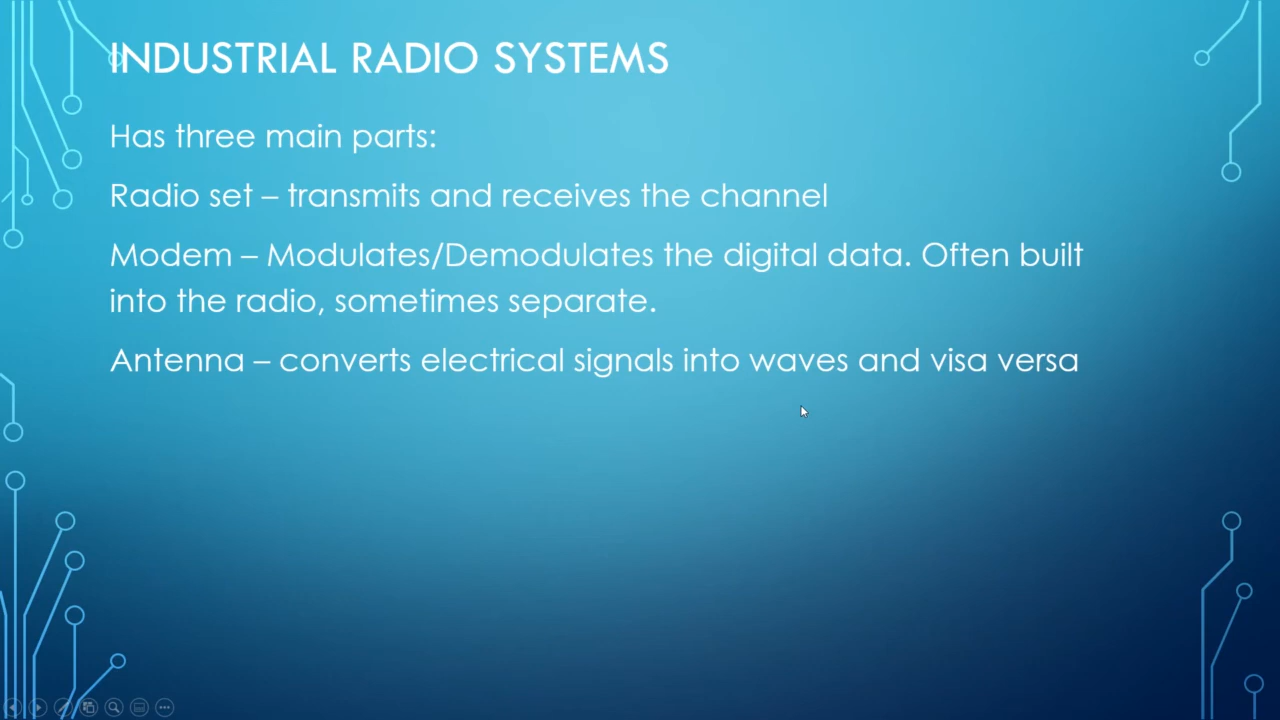 INDUSTRIAL RADIO SYSTEMS
Has three main parts:
Radio set – transmits and receives the channel
Modem – Modulates/Demodulates the digital data. Often built
into the radio, sometimes separate.
Antenna – converts electrical signals into waves and visa versa